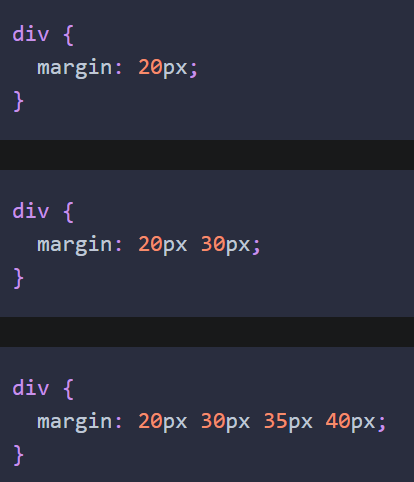 div {
  margin: 20px;
}
div {
  margin: 20px 30px;
}
div {
  margin: 20px 30px 35px 40px;
}